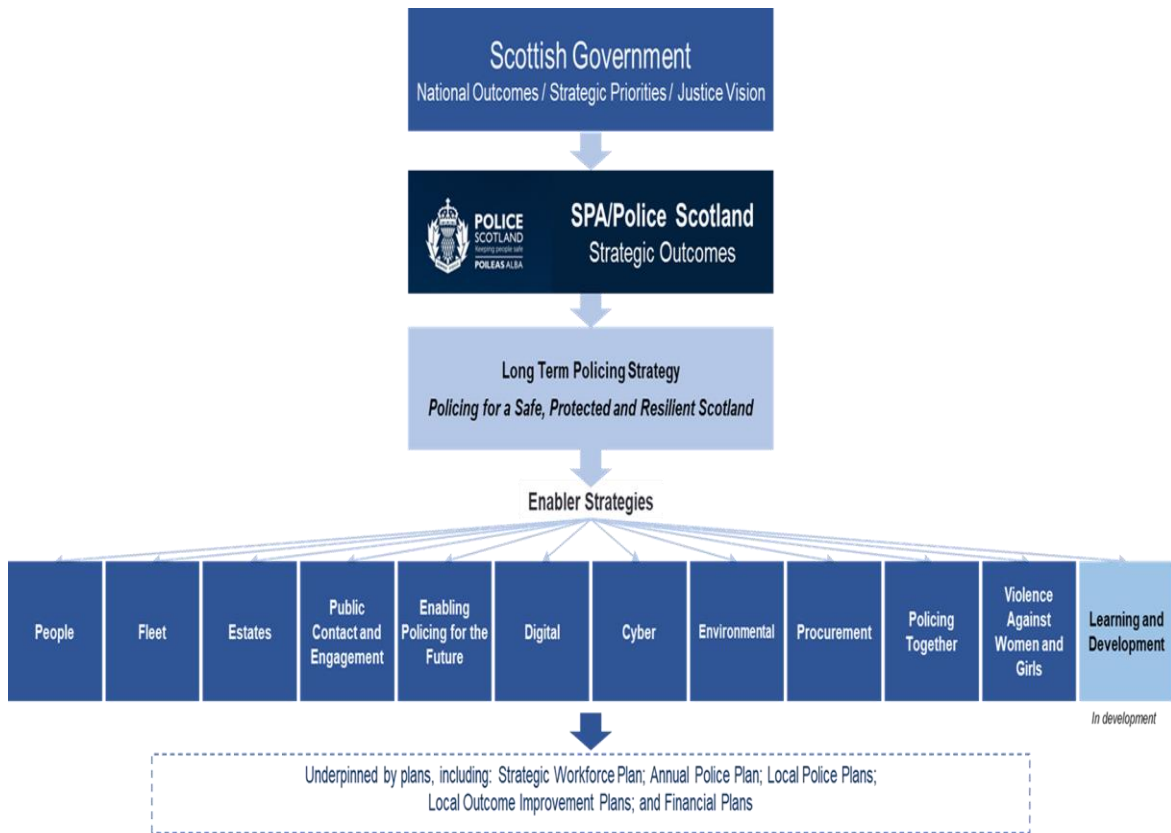 Scottish Government
National Outcomes / Strategic Priorities / Justice Vision
POLICE
SCOTLAND
Keeping people safe
POILEAS ALBA
SPA/Police Scotland
Strategic Outcomes
Long Term Policing Strategy
Policing for a Safe, Protected and Resilient Scotland
Enabler Strategies
People
Fleet
Estates
Public
Contact and
Engagement
Enabling
Policing for the
Future
Digital
Cyber
Environmental
Procurement
Policing
Together
Violence
Against
Women and
Girls
Learning and
Development
In development
Underpinned by plans, including: Strategic Workforce Plan; Annual Police Plan; Local Police Plans;
Local Outcome Improvement Plans; and Financial Plans